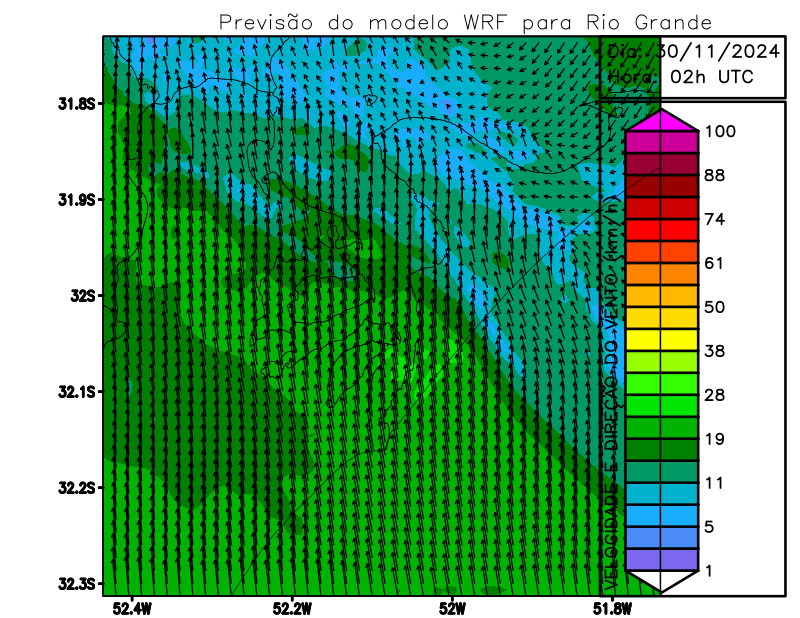 Previsão do modelo WRF para Rio Grande
Dia: 30/11/2024
Hora: 02h UTC
31.8S
31.9S
32S
32.1S
32.2S
32.3S
52.4W
52.2W
52W
51.8W
VELOCIDADE E DIREÇÃO DO VENTO (km/h)
100
88
74
61
50
38
28
19
11
5
1